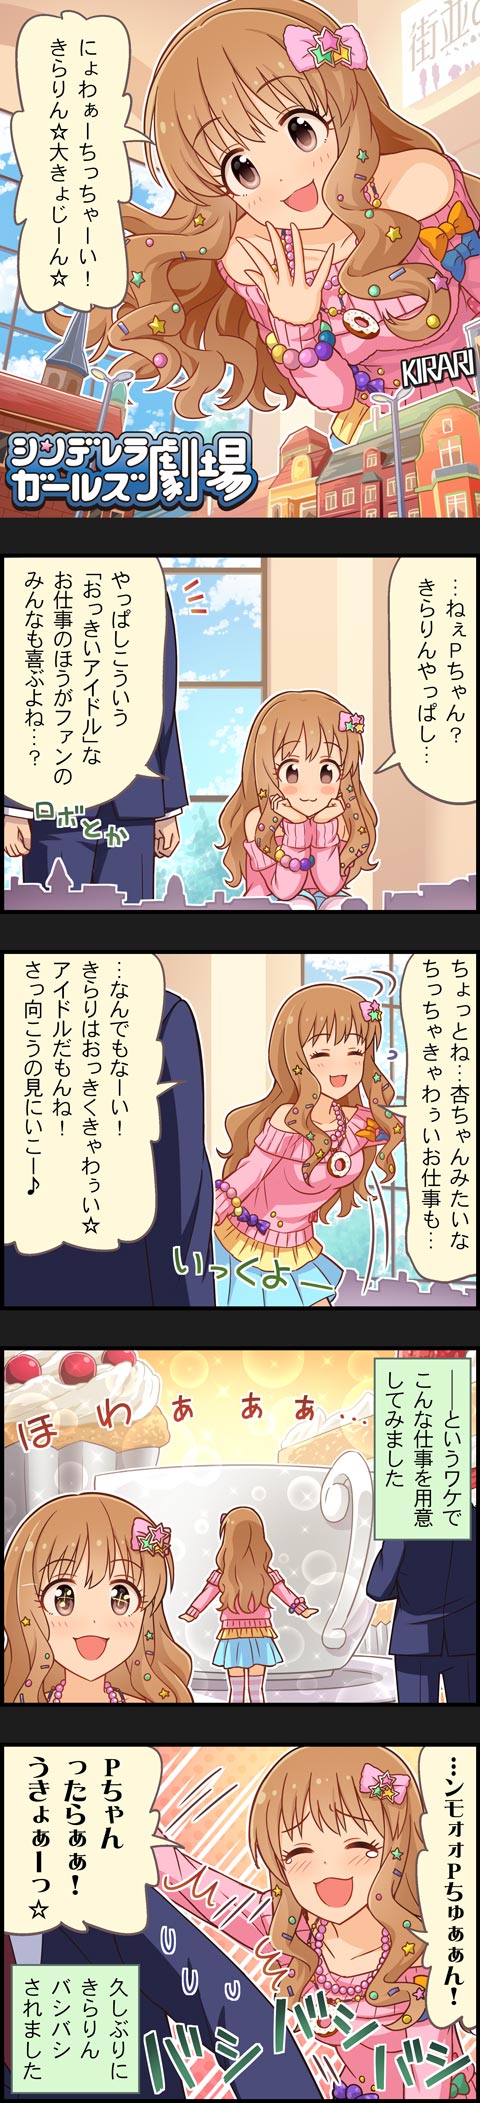 街並の
にょわぁーちっちゃーい！
きらりん☆大きょじーん☆
KIRARI
シンデレラ
ガールズ劇場
…ねぇPちゃん？
きらりんやっぱし…
やっぱしこういう
「おっきいアイドル」な
お仕事のほうがファンの
みんなも喜ぶよね…？
ロボとか
ちょっとね…杏ちゃんみたいな
ちっちゃきゃわぅいお仕事も…
…なんでもなーい！
きらりはおっきくきゃわぅい☆
アイドルだもんね！
さっ向こうの見にいこー♪
いっくよー
――というワケで
こんな仕事を用意
してみました
ほわぁぁぁ…
…ンモォォPちゅぁぁん！
Pちゃん
ったらぁぁ！
うきょぁーっ☆
バシバシバシ
久しぶりに
きらりん
バシバシ
されました